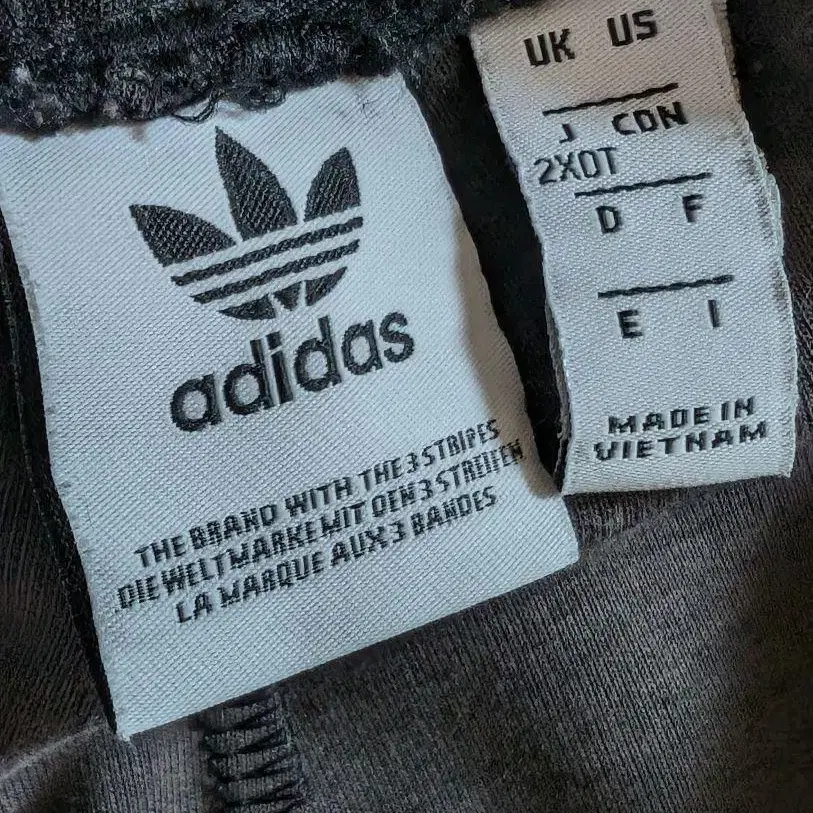 adidas
THE BRAND WITH THE 3 STRIPES
DIE WELTMARKE MIT DEN 3 STREIFEN
LA MARQUE AUX 3 BANDES
UK US
J CDN
2XOT
D F
E I
MADE IN
VIETNAM